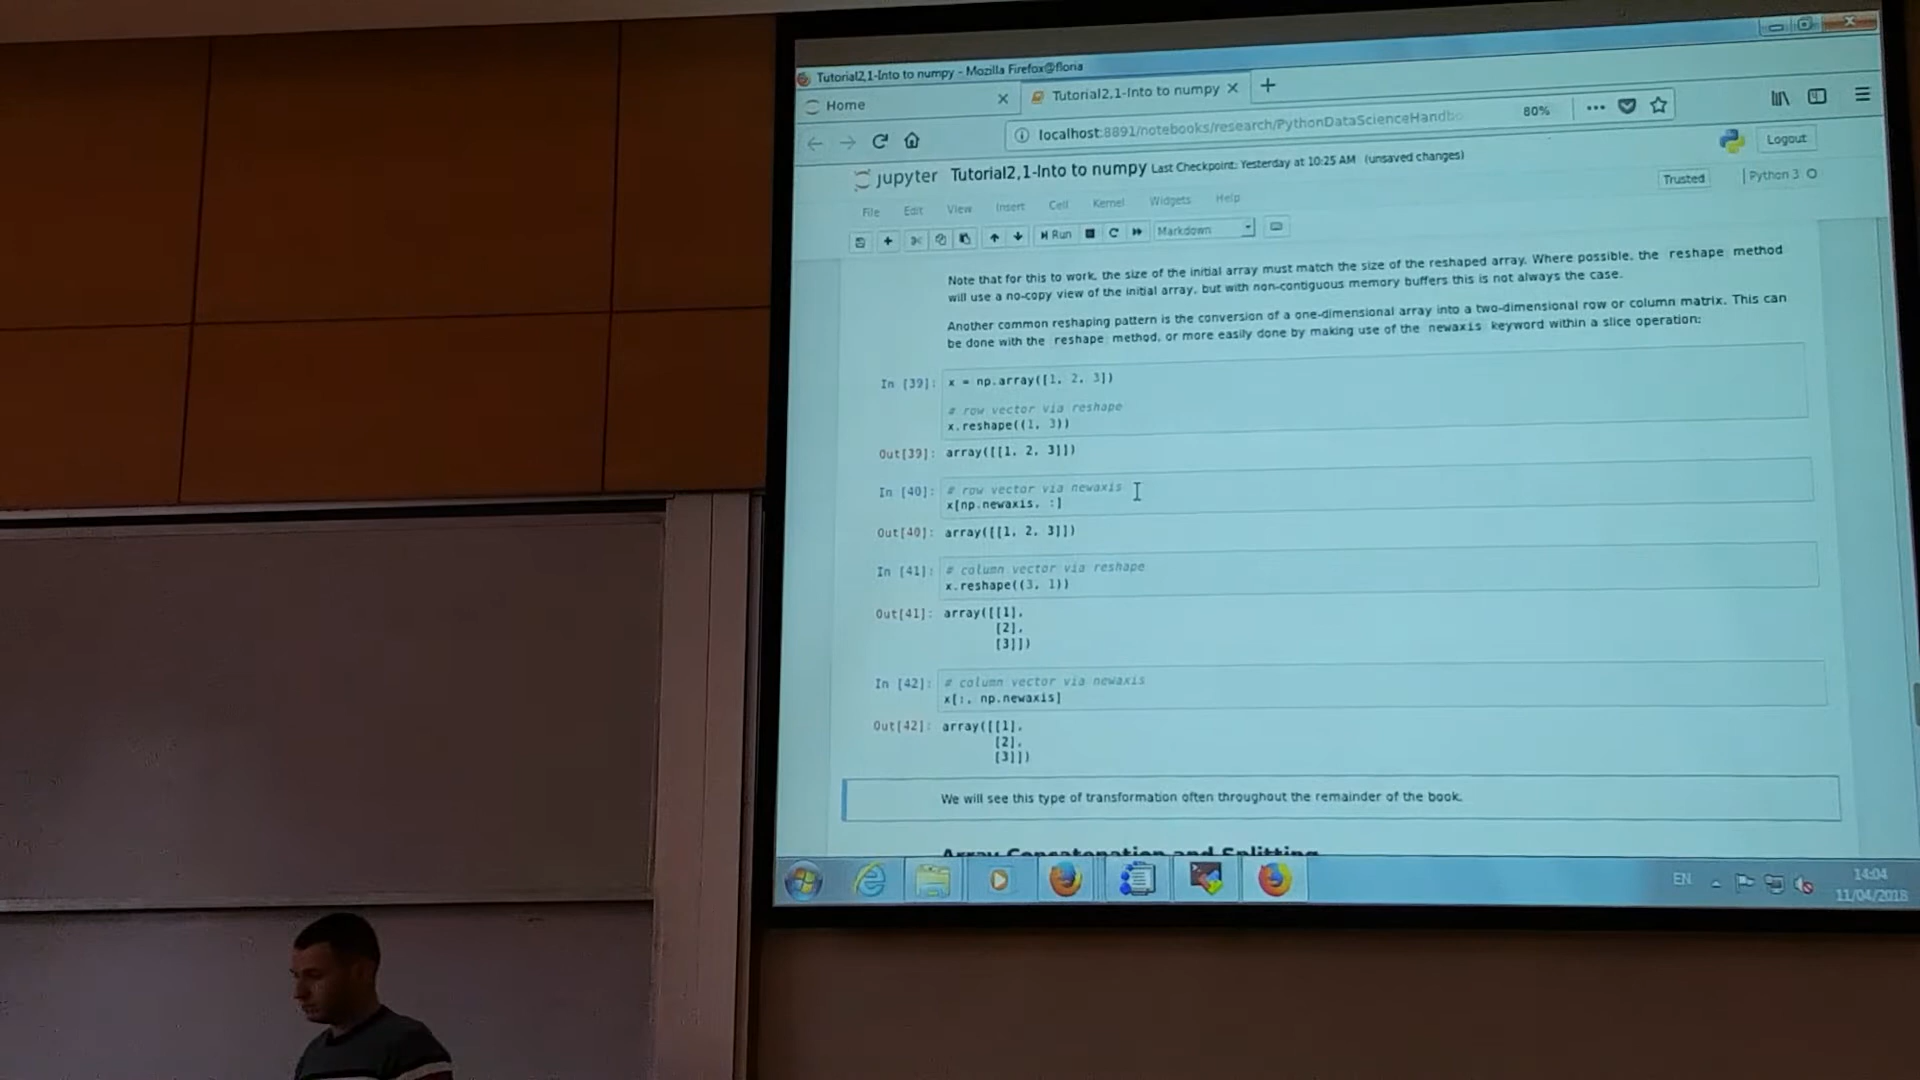 Tutorial2,1-Into to numpy - Mozilla Firefox@floria
Home
Tutorial2,1-Into to numpy
localhost:8891/notebooks/research/PythonDataScienceHandbo
80%
jupyter Tutorial2,1-Into to numpy Last Checkpoint: Yesterday at 10:25 AM (unsaved changes)
Logout
File Edit View Insert Cell Kernel Widgets Help
Trusted
Python 3
Run
Markdown
Note that for this to work, the size of the initial array must match the size of the reshaped array. Where possible, the reshape method
will use a no-copy view of the initial array, but with non-contiguous memory buffers this is not always the case.
Another common reshaping pattern is the conversion of a one-dimensional array into a two-dimensional row or column matrix. This can
be done with the reshape method, or more easily done by making use of the newaxis keyword within a slice operation:
In [39]: x = np.array([1, 2, 3])
# row vector via reshape
x.reshape((1, 3))
Out[39]: array([[1, 2, 3]])
In [40]: # row vector via newaxis
x[np.newaxis, :]
Out[40]: array([[1, 2, 3]])
In [41]: # column vector via reshape
x.reshape((3, 1))
Out[41]: array([[1],
[2],
[3]])
In [42]: # column vector via newaxis
x[:, np.newaxis]
Out[42]: array([[1],
[2],
[3]])
We will see this type of transformation often throughout the remainder of the book.
Array Concatenation and Splitting
EN
14:04
11/04/2018